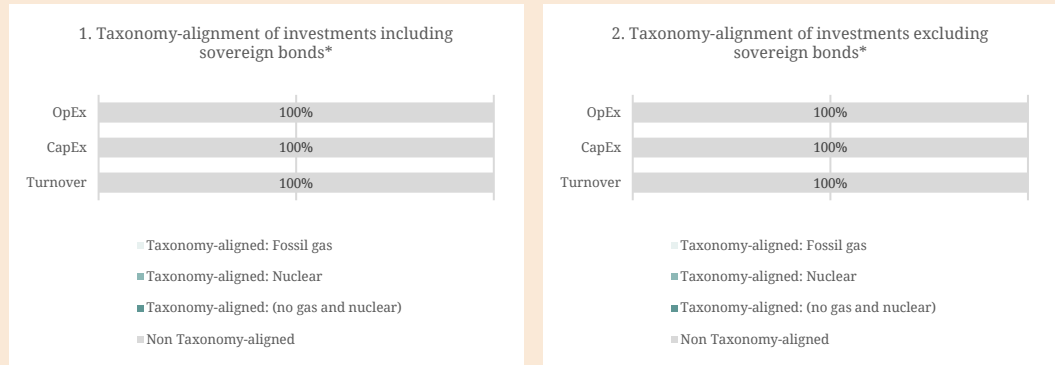 1. Taxonomy-alignment of investments including
sovereign bonds*
OpEx
100%
CapEx
100%
Turnover
100%
Taxonomy-aligned: Fossil gas
Taxonomy-aligned: Nuclear
Taxonomy-aligned: (no gas and nuclear)
Non Taxonomy-aligned
2. Taxonomy-alignment of investments excluding
sovereign bonds*
OpEx
100%
CapEx
100%
Turnover
100%
Taxonomy-aligned: Fossil gas
Taxonomy-aligned: Nuclear
Taxonomy-aligned: (no gas and nuclear)
Non Taxonomy-aligned